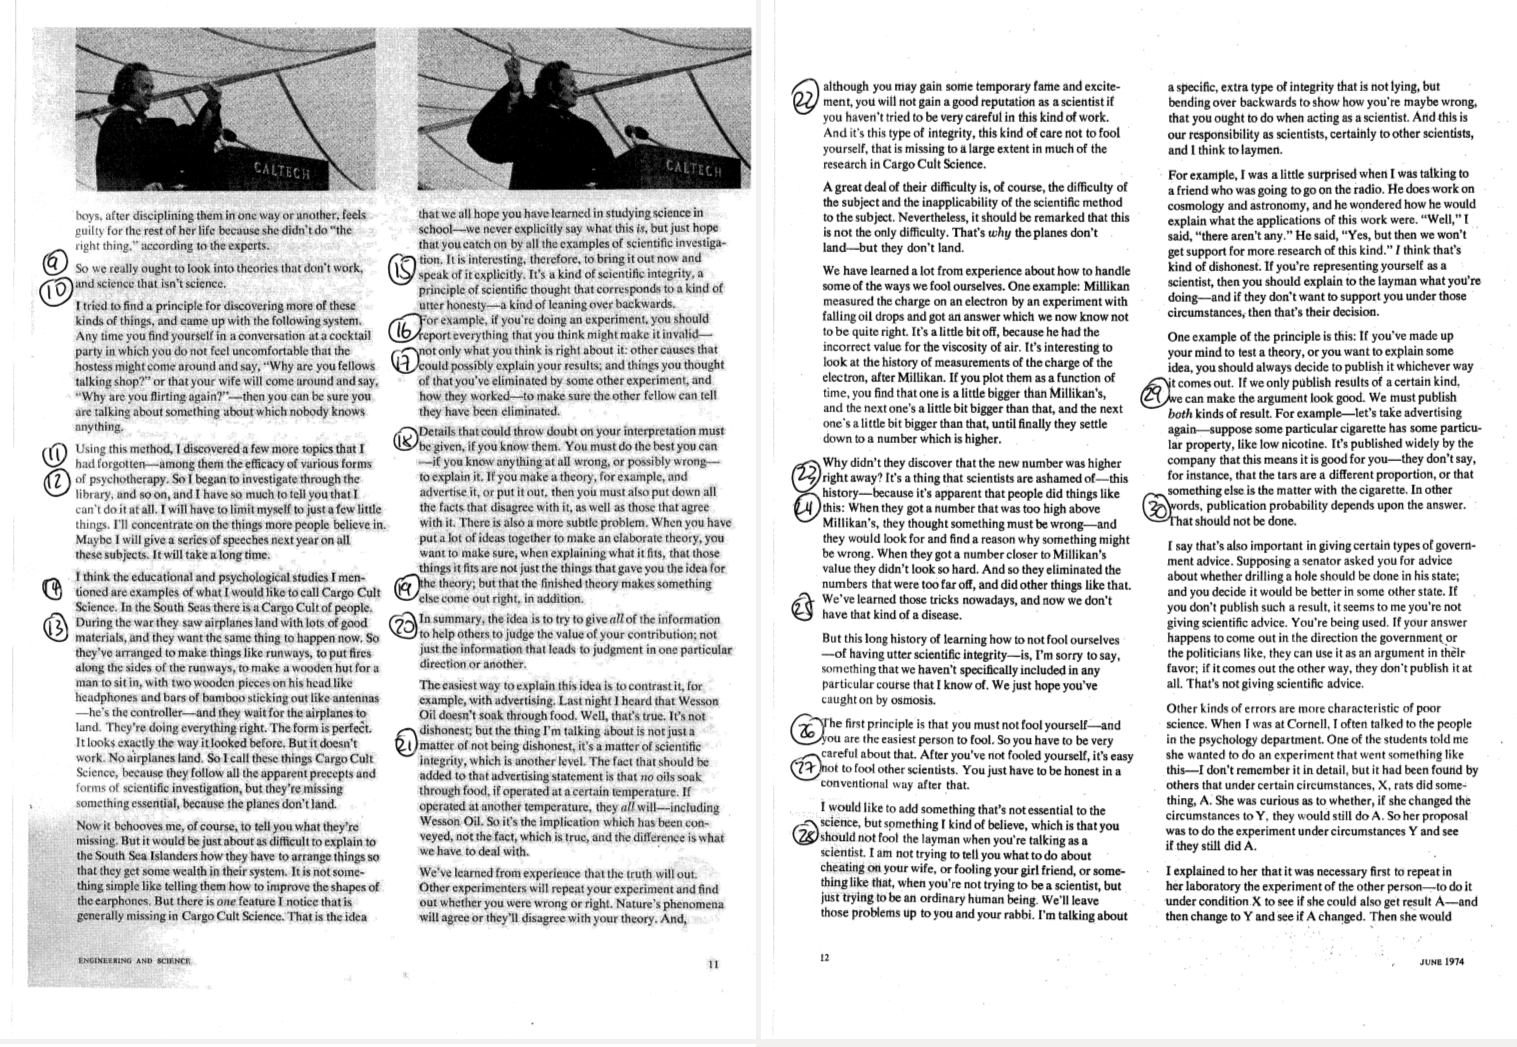 CALTECH
CALTECH
boys, after disciplining them in one way or another, feels
guilty for the rest of her life because she didn't do “the
right thing,” according to the experts.
9
So we really ought to look into theories that don't work,
10
and science that isn't science.
I tried to find a principle for discovering more of these
kinds of things, and came up with the following system.
Any time you find yourself in a conversation at a cocktail
party in which you do not feel uncomfortable that the
hostess might come around and say, “Why are you fellows
talking shop?” or that your wife will come around and say,
“Why are you flirting again?”—then you can be sure you
are talking about something about which nobody knows
anything.
11
Using this method, I discovered a few more topics that I
had forgotten—among them the efficacy of various forms
12
of psychotherapy. So I began to investigate through the
library, and so on, and I have so much to tell you that I
can't do it at all. I will have to limit myself to just a few little
things. I'll concentrate on the things more people believe in.
Maybe I will give a series of speeches next year on all
these subjects. It will take a long time.
14
I think the educational and psychological studies I men-
tioned are examples of what I would like to call Cargo Cult
Science. In the South Seas there is a Cargo Cult of people.
13
During the war they saw airplanes land with lots of good
materials, and they want the same thing to happen now. So
they've arranged to make things like runways, to put fires
along the sides of the runways, to make a wooden hut for a
man to sit in, with two wooden pieces on his head like
headphones and bars of bamboo sticking out like antennas
—he's the controller—and they wait for the airplanes to
land. They're doing everything right. The form is perfect.
It looks exactly the way it looked before. But it doesn't
work. No airplanes land. So I call these things Cargo Cult
Science, because they follow all the apparent precepts and
forms of scientific investigation, but they're missing
something essential, because the planes don't land.
Now it behooves me, of course, to tell you what they're
missing. But it would be just about as difficult to explain to
the South Sea Islanders how they have to arrange things so
that they get some wealth in their system. It is not some-
thing simple like telling them how to improve the shapes of
the earphones. But there is one feature I notice that is
generally missing in Cargo Cult Science. That is the idea
that we all hope you have learned in studying science in
school—we never explicitly say what this is, but just hope
that you catch on by all the examples of scientific investiga-
15
tion. It is interesting, therefore, to bring it out now and
speak of it explicitly. It's a kind of scientific integrity, a
principle of scientific thought that corresponds to a kind of
utter honesty—a kind of leaning over backwards.
16
For example, if you're doing an experiment, you should
report everything that you think might make it invalid—
17
not only what you think is right about it: other causes that
could possibly explain your results; and things you thought
of that you've eliminated by some other experiment, and
how they worked—to make sure the other fellow can tell
they have been eliminated.
18
Details that could throw doubt on your interpretation must
be given, if you know them. You must do the best you can
—if you know anything at all wrong, or possibly wrong—
to explain it. If you make a theory, for example, and
advertise it, or put it out, then you must also put down all
the facts that disagree with it, as well as those that agree
with it. There is also a more subtle problem. When you have
put a lot of ideas together to make an elaborate theory, you
want to make sure, when explaining what it fits, that those
things it fits are not just the things that gave you the idea for
19
the theory; but that the finished theory makes something
else come out right, in addition.
20
In summary, the idea is to try to give all of the information
to help others to judge the value of your contribution; not
just the information that leads to judgment in one particular
direction or another.
The easiest way to explain this idea is to contrast it, for
example, with advertising. Last night I heard that Wesson
Oil doesn't soak through food. Well, that's true. It's not
dishonest; but the thing I'm talking about is not just a
21
matter of not being dishonest, it's a matter of scientific
integrity, which is another level. The fact that should be
added to that advertising statement is that no oils soak
through food, if operated at a certain temperature. If
operated at another temperature, they all will—including
Wesson Oil. So it's the implication which has been con-
veyed, not the fact, which is true, and the difference is what
we have to deal with.
We've learned from experience that the truth will out.
Other experimenters will repeat your experiment and find
out whether you were wrong or right. Nature's phenomena
will agree or they'll disagree with your theory. And,
ENGINEERING AND SCIENCE
11
22
although you may gain some temporary fame and excite-
ment, you will not gain a good reputation as a scientist if
you haven't tried to be very careful in this kind of work.
And it's this type of integrity, this kind of care not to fool
yourself, that is missing to a large extent in much of the
research in Cargo Cult Science.
A great deal of their difficulty is, of course, the difficulty of
the subject and the inapplicability of the scientific method
to the subject. Nevertheless, it should be remarked that this
is not the only difficulty. That's why the planes don't
land—but they don't land.
We have learned a lot from experience about how to handle
some of the ways we fool ourselves. One example: Millikan
measured the charge on an electron by an experiment with
falling oil drops and got an answer which we now know not
to be quite right. It's a little bit off, because he had the
incorrect value for the viscosity of air. It's interesting to
look at the history of measurements of the charge of the
electron, after Millikan. If you plot them as a function of
time, you find that one is a little bigger than Millikan's,
and the next one's a little bit bigger than that, and the next
one's a little bit bigger than that, until finally they settle
down to a number which is higher.
23
Why didn't they discover that the new number was higher
right away? It's a thing that scientists are ashamed of—this
history—because it's apparent that people did things like
24
this: When they got a number that was too high above
Millikan's, they thought something must be wrong—and
they would look for and find a reason why something might
be wrong. When they got a number closer to Millikan's
value they didn't look so hard. And so they eliminated the
numbers that were too far off, and did other things like that.
25
We've learned those tricks nowadays, and now we don't
have that kind of a disease.
But this long history of learning how to not fool ourselves
—of having utter scientific integrity—is, I'm sorry to say,
something that we haven't specifically included in any
particular course that I know of. We just hope you've
caught on by osmosis.
26
The first principle is that you must not fool yourself—and
you are the easiest person to fool. So you have to be very
careful about that. After you've not fooled yourself, it's easy
27
not to fool other scientists. You just have to be honest in a
conventional way after that.
I would like to add something that's not essential to the
science, but something I kind of believe, which is that you
28
should not fool the layman when you're talking as a
scientist. I am not trying to tell you what to do about
cheating on your wife, or fooling your girl friend, or some-
thing like that, when you're not trying to be a scientist, but
just trying to be an ordinary human being. We'll leave
those problems up to you and your rabbi. I'm talking about
a specific, extra type of integrity that is not lying, but
bending over backwards to show how you're maybe wrong,
that you ought to do when acting as a scientist. And this is
our responsibility as scientists, certainly to other scientists,
and I think to laymen.
For example, I was a little surprised when I was talking to
a friend who was going to go on the radio. He does work on
cosmology and astronomy, and he wondered how he would
explain what the applications of this work were. “Well,” I
said, “there aren't any.” He said, “Yes, but then we won't
get support for more research of this kind.” I think that's
kind of dishonest. If you're representing yourself as a
scientist, then you should explain to the layman what you're
doing—and if they don't want to support you under those
circumstances, then that's their decision.
One example of the principle is this: If you've made up
your mind to test a theory, or you want to explain some
idea, you should always decide to publish it whichever way
29
it comes out. If we only publish results of a certain kind,
we can make the argument look good. We must publish
both kinds of result. For example—let's take advertising
again—suppose some particular cigarette has some particu-
lar property, like low nicotine. It's published widely by the
company that this means it is good for you—they don't say,
for instance, that the tars are a different proportion, or that
something else is the matter with the cigarette. In other
30
words, publication probability depends upon the answer.
That should not be done.
I say that's also important in giving certain types of govern-
ment advice. Supposing a senator asked you for advice
about whether drilling a hole should be done in his state;
and you decide it would be better in some other state. If
you don't publish such a result, it seems to me you're not
giving scientific advice. You're being used. If your answer
happens to come out in the direction the government or
the politicians like, they can use it as an argument in their
favor; if it comes out the other way, they don't publish it at
all. That's not giving scientific advice.
Other kinds of errors are more characteristic of poor
science. When I was at Cornell, I often talked to the people
in the psychology department. One of the students told me
she wanted to do an experiment that went something like
this—I don't remember it in detail, but it had been found by
others that under certain circumstances, X, rats did some-
thing, A. She was curious as to whether, if she changed the
circumstances to Y, they would still do A. So her proposal
was to do the experiment under circumstances Y and see
if they still did A.
I explained to her that it was necessary first to repeat in
her laboratory the experiment of the other person—to do it
under condition X to see if she could also get result A—and
then change to Y and see if A changed. Then she would
12
JUNE 1974